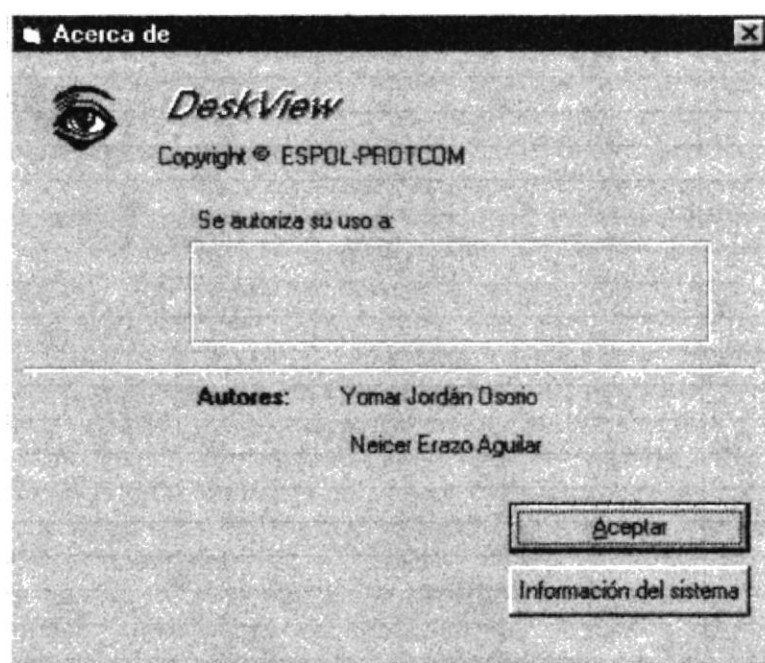 Acerca de
DeskView
Copyright © ESPOL-PROTCOM
Se autoriza su uso a:
Autores: Yomar Jordán Osorio
Neicer Erazo Aguilar
Aceptar
Información del sistema